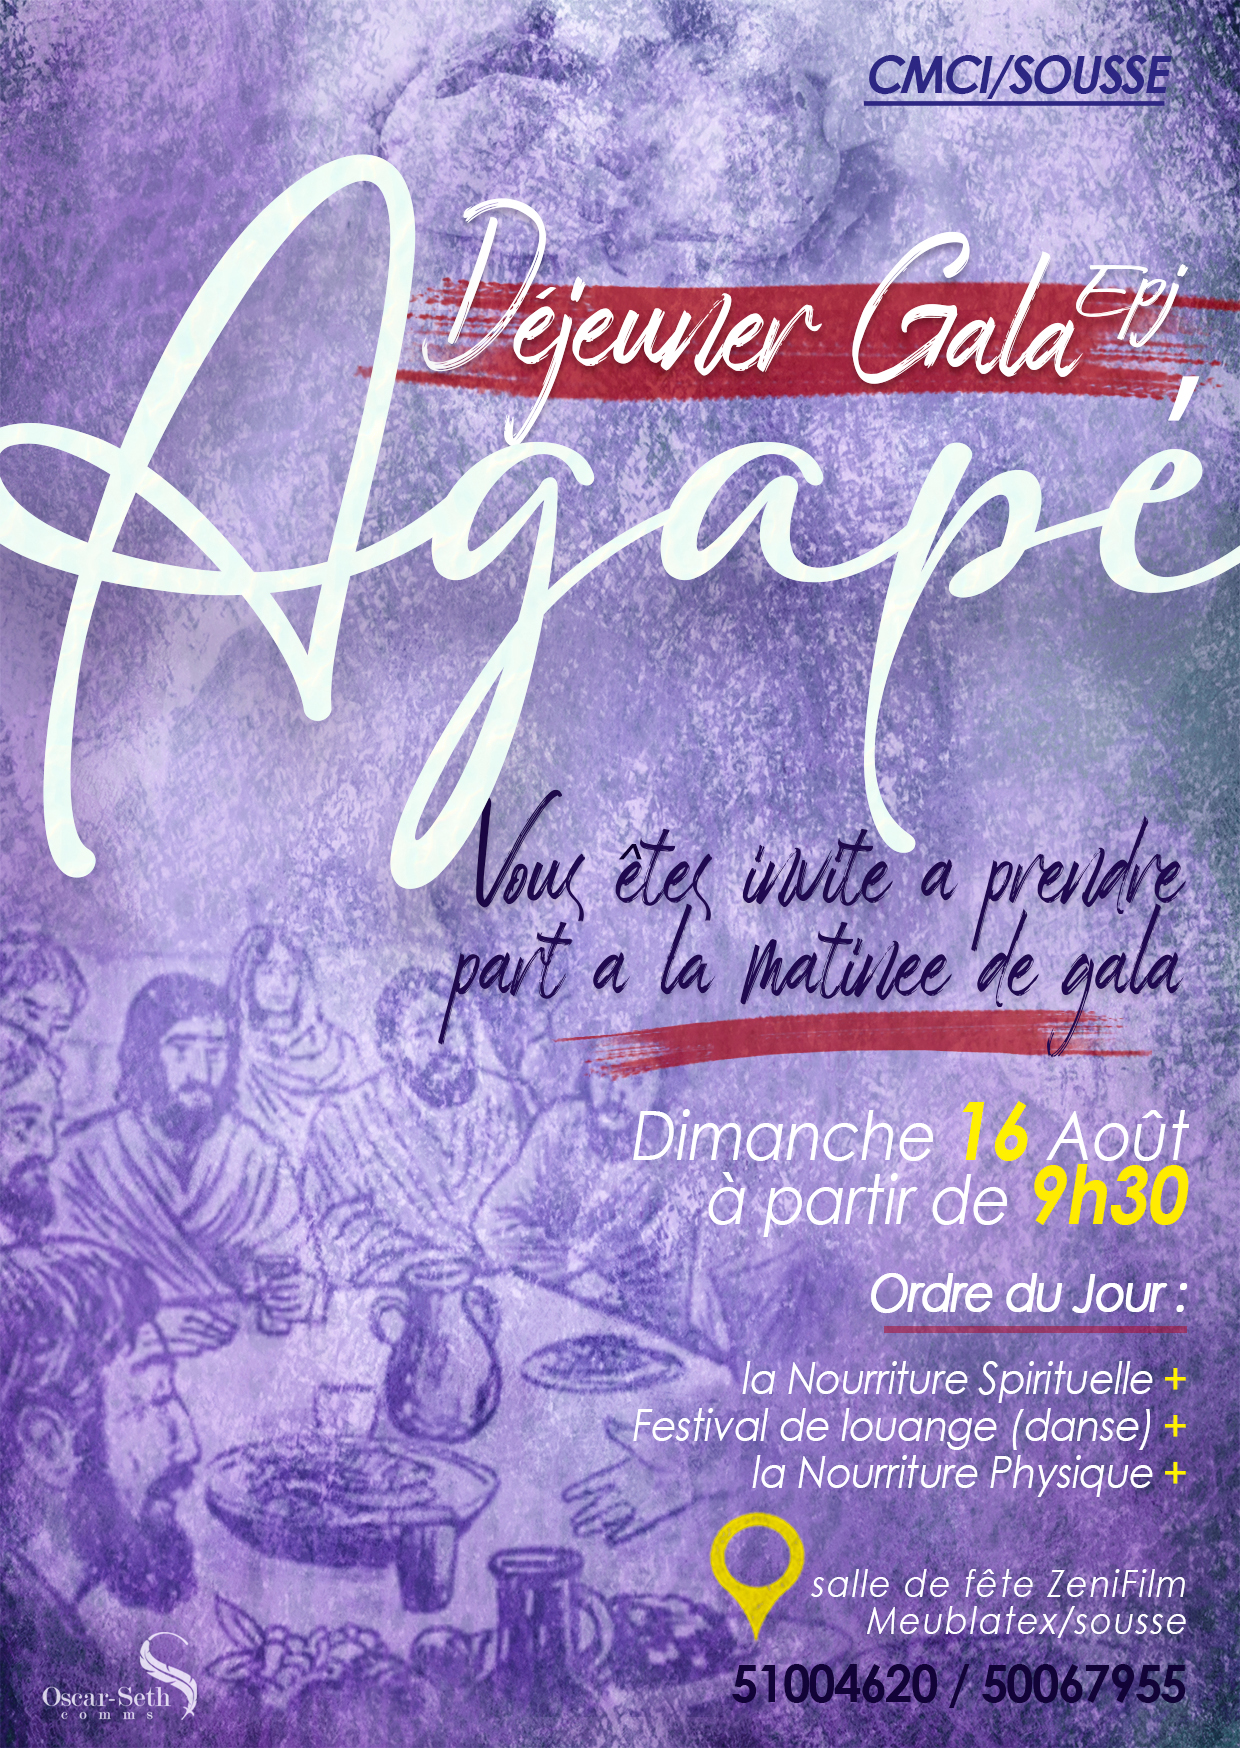 CMCI/SOUSSE
Déjeuner Gala Epj
Agapé
Vous êtes invite a prendre
part a la matinee de gala
Dimanche 16 Août
à partir de 9h30
Ordre du Jour :
la Nourriture Spirituelle +
Festival de louange (danse) +
la Nourriture Physique +
salle de fête ZeniFilm
Meublatex/sousse
51004620 / 50067955
Oscar-Seth
comms